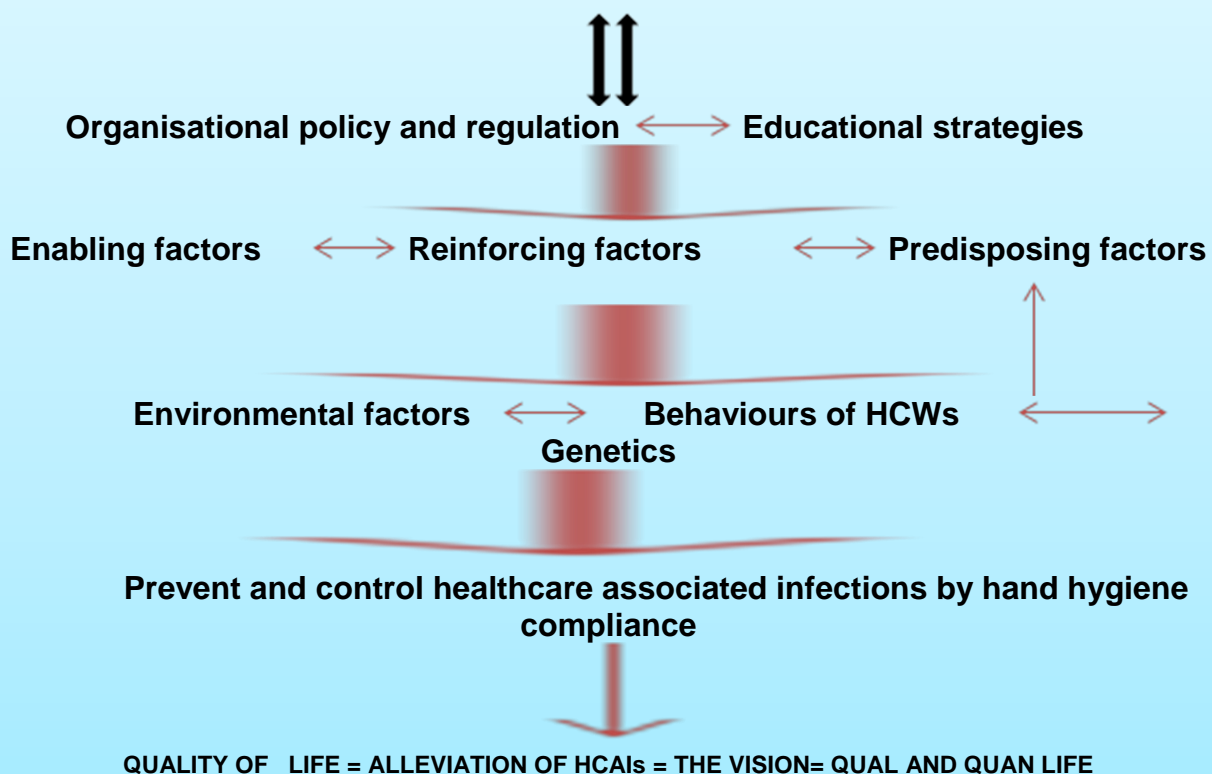 Organisational policy and regulation Educational strategies
Enabling factors Reinforcing factors Predisposing factors
Environmental factors Behaviours of HCWs
Genetics
Prevent and control healthcare associated infections by hand hygiene
compliance
QUALITY OF LIFE = ALLEVIATION OF HCAIs = THE VISION= QUAL AND QUAN LIFE